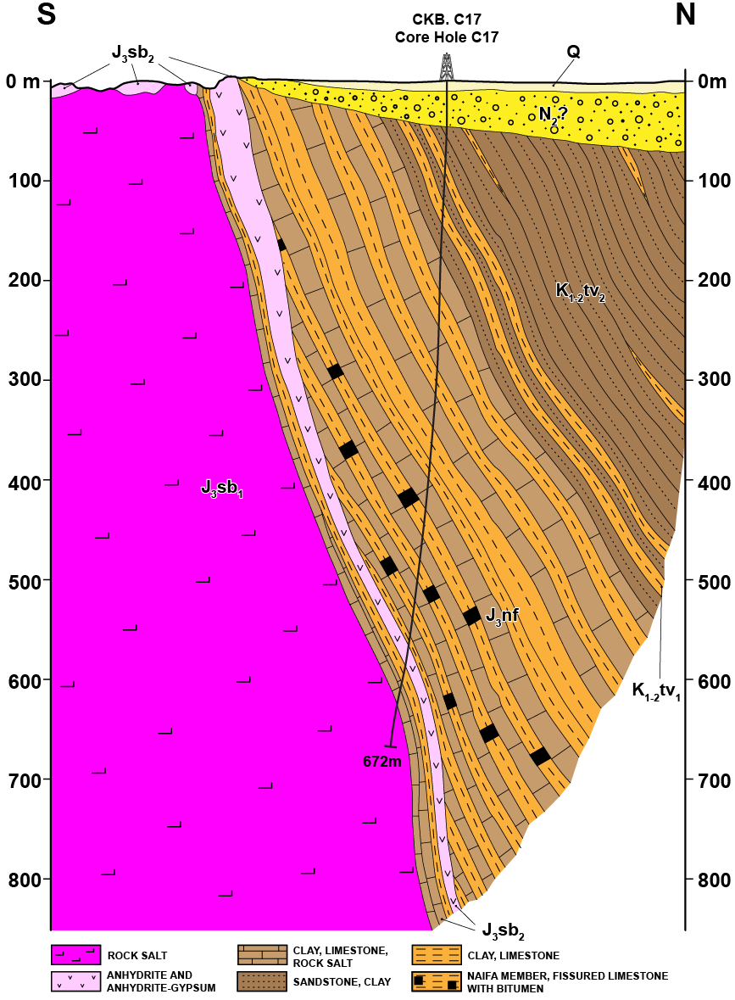 S
N
CKB. C17
Core Hole C17
J₃sb₂
Q
0 m
0m
N₂?
100
100
200
200
K₁₋₂tv₂
300
300
400
400
J₃sb₁
500
500
J₃nf
600
600
K₁₋₂tv₁
672m
700
700
800
800
J₃sb₂
ROCK SALT
ANHYDRITE AND
ANHYDRITE-GYPSUM
CLAY, LIMESTONE,
ROCK SALT
SANDSTONE, CLAY
CLAY, LIMESTONE
NAIFA MEMBER, FISSURED LIMESTONE
WITH BITUMEN